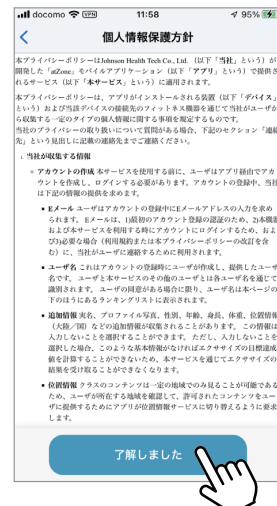 docomo VPN 11:58 95%
個人情報保護方針
本プライバシーポリシーはJohnson Health Tech Co., Ltd. （以下「当社」という）が
開発した「atZone」モバイルアプリケーション（以下「アプリ」という）で提供さ
れるサービス（以下「本サービス」という）に適用されます。
本プライバシーポリシーは、アプリがインストールされる装置（以下「デバイス」
という）および当該デバイスの接続先のフィットネス機器を通じて当社がユーザか
ら収集する一定のタイプの個人情報に関する事項を規定するものです。
当社のプライバシーの取り扱いについて質問がある場合、下記のセクション「連絡
先」という見出しに記載の連絡先までご連絡ください。
1. 当社が収集する情報
アカウントの作成 本サービスを使用する前に、ユーザはアプリ経由でアカ
ウントを作成し、ログインする必要があります。アカウントの登録中、当社
は下記の情報の提供を求めます。
Eメール ユーザはアカウントの登録中にEメールアドレスの入力を求め
られます。 Eメールは、1)最初のアカウント登録の認証のため、2)本機器
および本サービスを利用する時にアカウントにログインするため、およ
び3)必要な場合（利用規約または本プライバシーポリシーの改訂を含
む）に、当社がユーザに連絡するために利用されます。
ユーザ名 これはアカウントの登録時にユーザが作成し、提供したユーザ
名です。 ユーザと本サービスのその他のユーザとは各ユーザ名を通じて
識別されます。 ユーザの同意がある場合に限り、ユーザ名は本ページの
下のほうにあるランキングリストに表示されます。
追加情報 実名、プロフィール写真、性別、年齢、身長、体重、位置情報
（大陸／国）などの追加情報が収集されることがあります。 この情報は
入力しないことを選択することができます。 ただし、入力しないことを
選択した場合、このような基本情報がなければエクササイズの目標達成
値を計算することができないため、本サービスを通じてエクササイズの
結果を受け取ることができなくなります。
位置情報 クラスのコンテンツは一定の地域でのみ見ることが可能である
ため、ユーザが所在する地域を確認して、許可されたコンテンツをユー
ザに提供するためにアプリが位置情報サービスに切り替えるように要求
します。
了解しました